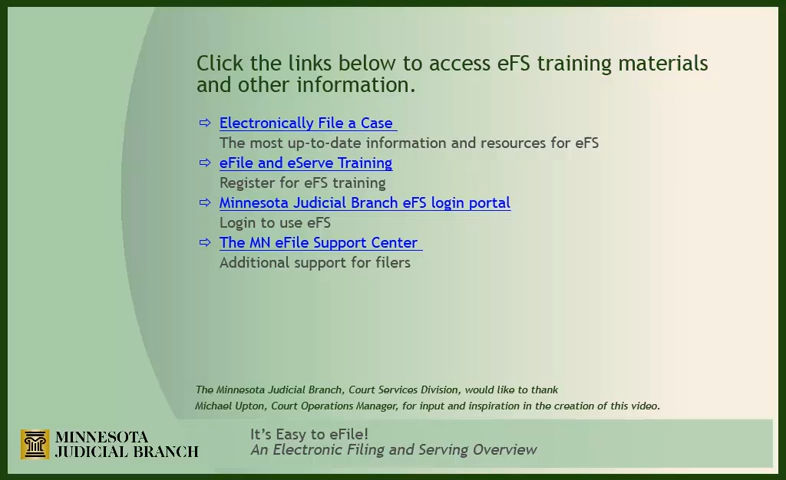 Click the links below to access eFS training materials
and other information.
⇨ Electronically File a Case
The most up-to-date information and resources for eFS
⇨ eFile and eServe Training
Register for eFS training
⇨ Minnesota Judicial Branch eFS login portal
Login to use eFS
⇨ The MN eFile Support Center
Additional support for filers
The Minnesota Judicial Branch, Court Services Division, would like to thank
Michael Upton, Court Operations Manager, for input and inspiration in the creation of this video.
MINNESOTA
JUDICIAL BRANCH
It's Easy to eFile!
An Electronic Filing and Serving Overview